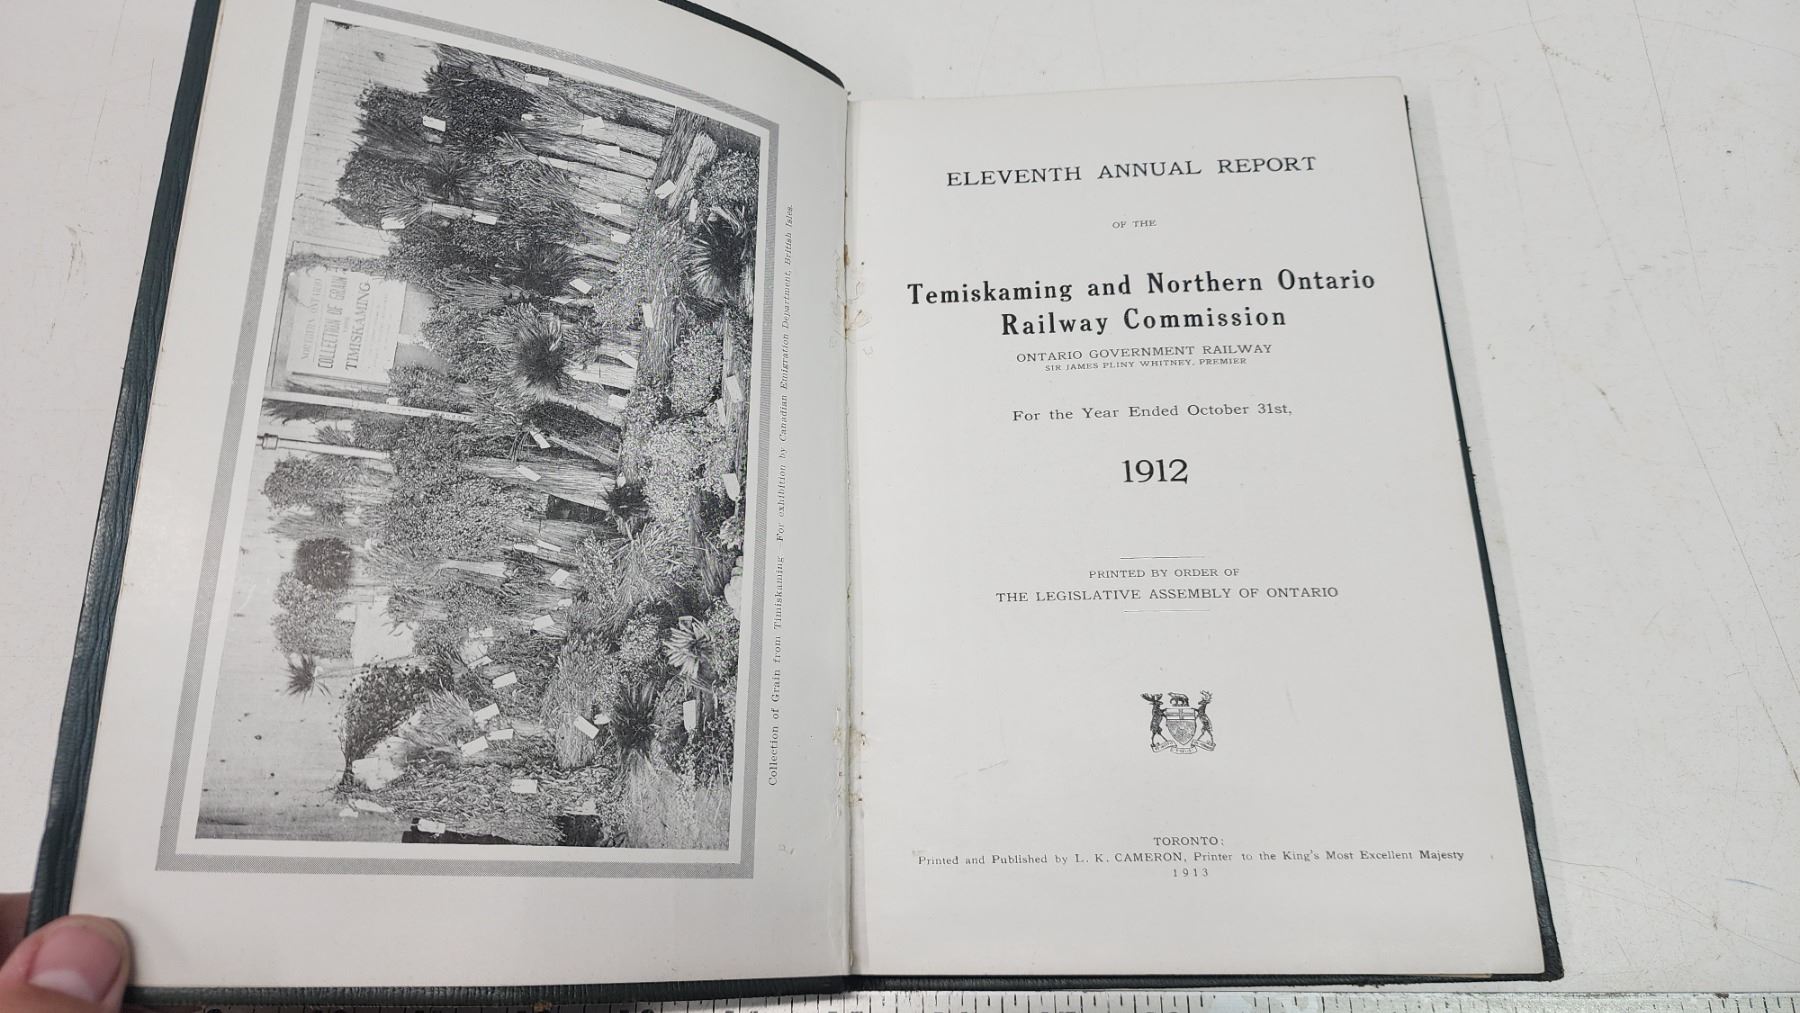 NORTHERN ONTARIO
COLLECTION OF GRAIN
FROM
TIMISKAMING
Collection of Grain from Timiskaming—For exhibition by Canadian Emigration Department, British Isles.
ELEVENTH ANNUAL REPORT
OF THE
Temiskaming and Northern Ontario
Railway Commission
ONTARIO GOVERNMENT RAILWAY
SIR JAMES PLINY WHITNEY, PREMIER
For the Year Ended October 31st,
1912
PRINTED BY ORDER OF
THE LEGISLATIVE ASSEMBLY OF ONTARIO
TORONTO:
Printed and Published by L. K. CAMERON, Printer to the King's Most Excellent Majesty
1913